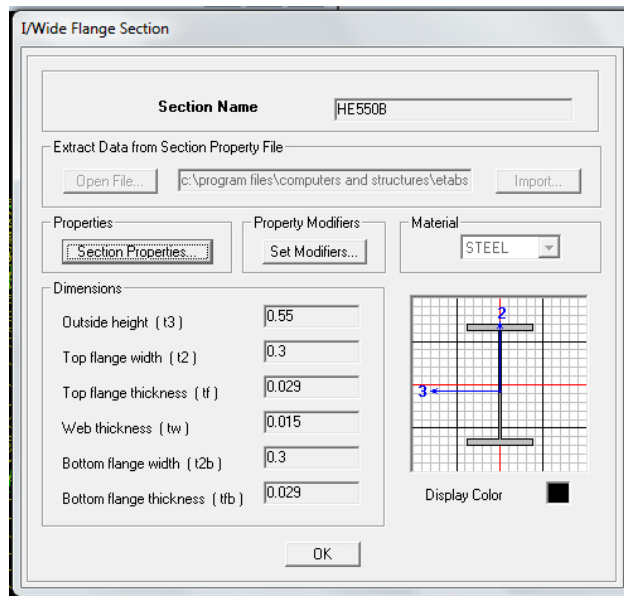 I/Wide Flange Section
Section Name HE550B
Extract Data from Section Property File
Open File... c:\program files\computers and structures\etabs Import...
Properties Property Modifiers Material
Section Properties... Set Modifiers... STEEL
Dimensions
Outside height ( t3 ) 0.55
Top flange width ( t2 ) 0.3
Top flange thickness ( tf ) 0.029
Web thickness ( tw ) 0.015
Bottom flange width ( t2b ) 0.3
Bottom flange thickness ( tfb ) 0.029
2
3
Display Color
OK